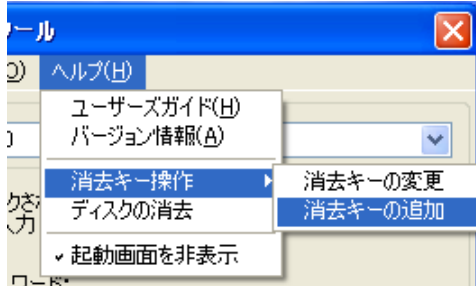 ール
O) ヘルプ(H)
ユーザーズガイド(H)
バージョン情報(A)
消去キー操作
消去キーの変更
ディスクの消去
消去キーの追加
起動画面を非表示